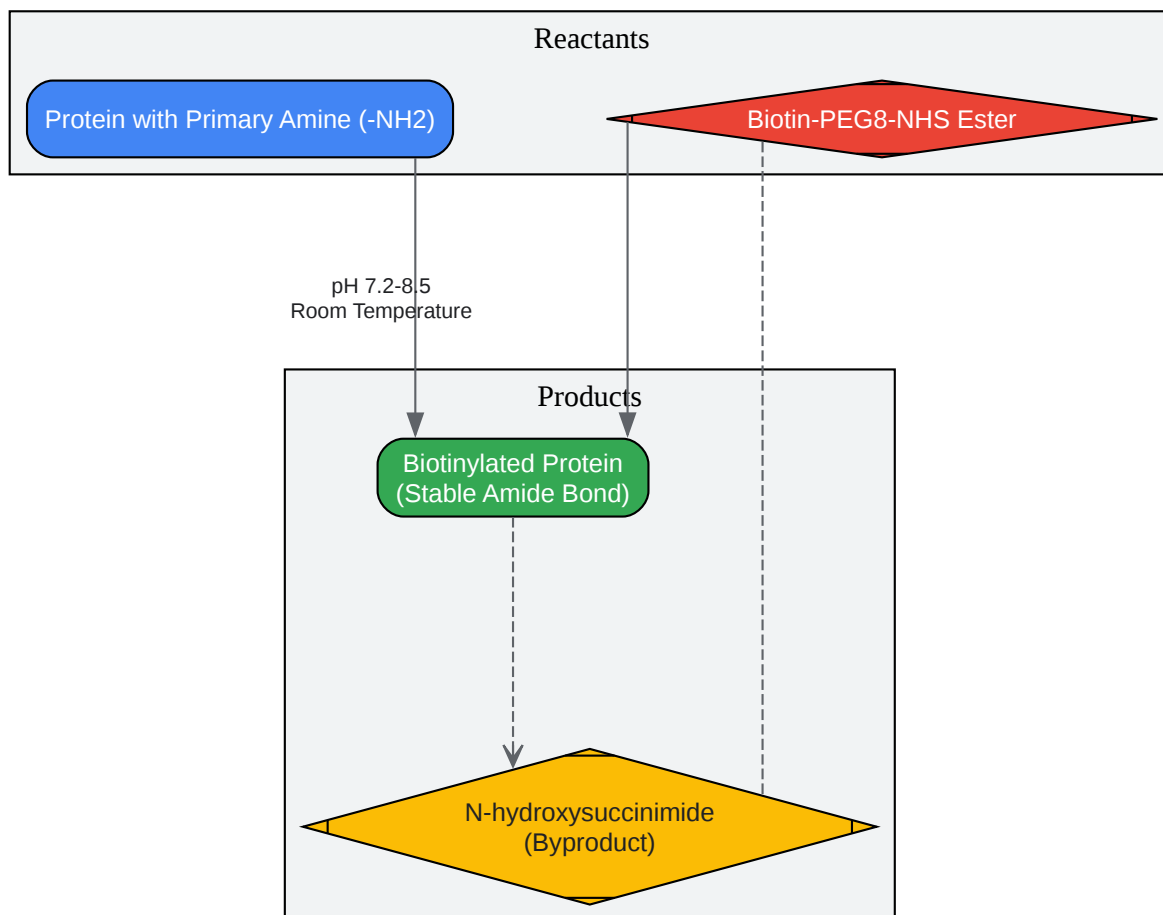 Reactants
Protein with Primary Amine (-NH2)
Biotin-PEG8-NHS Ester
pH 7.2-8.5
Room Temperature
Products
Biotinylated Protein
(Stable Amide Bond)
N-hydroxysuccinimide
(Byproduct)